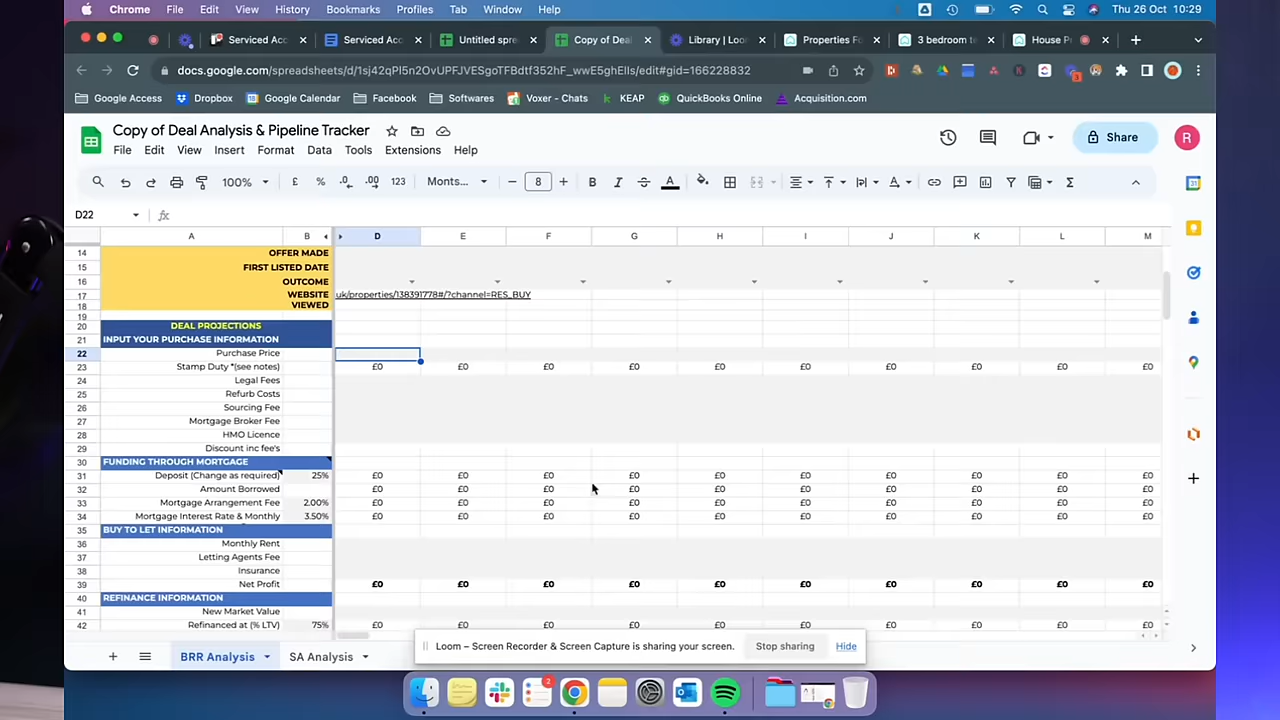 Chrome File Edit View History Bookmarks Profiles Tab Window Help Thu 26 Oct 10:29
Serviced Acc Serviced Acc Untitled spre Copy of Deal Library | Loo Properties Fo 3 bedroom te House P
docs.google.com/spreadsheets/d/1sj42qPI5n2OvUPFJVESgoTFBdtf352hF_wwE5ghElIs/edit#gid=166228832
Google Access Dropbox Google Calendar Facebook Softwares Voxer - Chats KEAP QuickBooks Online Acquisition.com
Copy of Deal Analysis & Pipeline Tracker
Share R
File Edit View Insert Format Data Tools Extensions Help
100% £ % .0 .00 123 Monts... 8 B I A
D22 fx
A B D E F G H I J K L M
14 OFFER MADE
15 FIRST LISTED DATE
16 OUTCOME
17 WEBSITE uk/properties/138391778#/?channel=RES_BUY
18 VIEWED
19
20 DEAL PROJECTIONS
21 INPUT YOUR PURCHASE INFORMATION
22 Purchase Price
23 Stamp Duty *(see notes) £0 £0 £0 £0 £0 £0 £0 £0 £0 £0
24 Legal Fees
25 Refurb Costs
26 Sourcing Fee
27 Mortgage Broker Fee
28 HMO Licence
29 Discount inc fee's
30 FUNDING THROUGH MORTGAGE
31 Deposit (Change as required) 25% £0 £0 £0 £0 £0 £0 £0 £0 £0 £0
32 Amount Borrowed £0 £0 £0 £0 £0 £0 £0 £0 £0 £0
33 Mortgage Arrangement Fee 2.00% £0 £0 £0 £0 £0 £0 £0 £0 £0 £0
34 Mortgage Interest Rate & Monthly 3.50% £0 £0 £0 £0 £0 £0 £0 £0 £0 £0
35 BUY TO LET INFORMATION
36 Monthly Rent
37 Letting Agents Fee
38 Insurance
39 Net Profit £0 £0 £0 £0 £0 £0 £0 £0 £0 £0
40 REFINANCE INFORMATION
41 New Market Value
42 Refinanced at (% LTV) 75% £0 £0 £0 £0 £0 £0 £0 £0 £0 £0
Loom – Screen Recorder & Screen Capture is sharing your screen. Stop sharing Hide
BRR Analysis SA Analysis
2